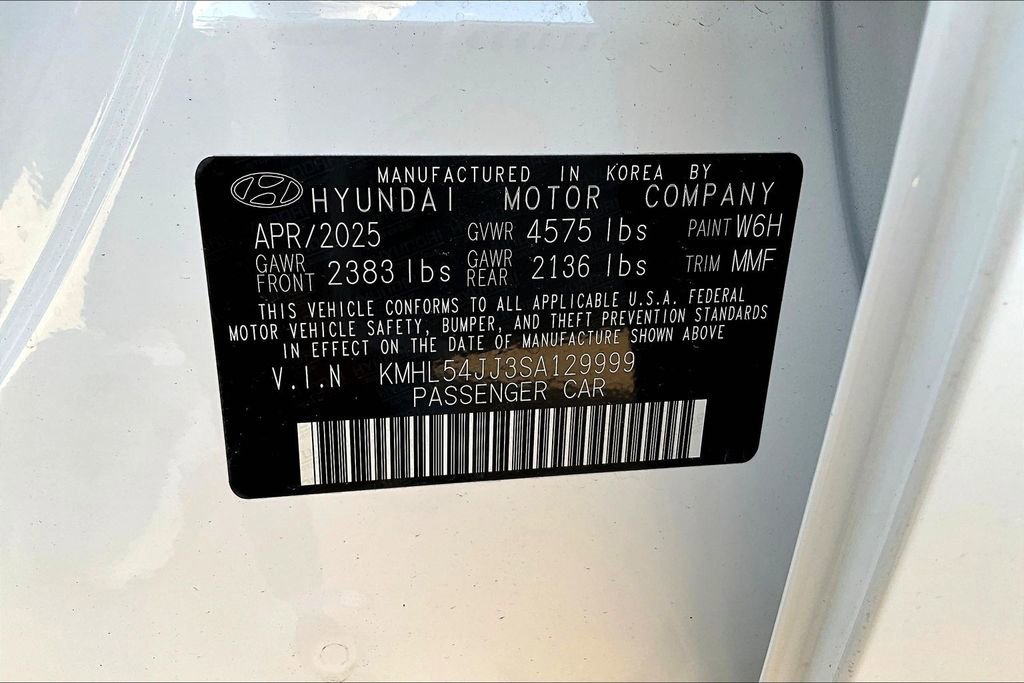 MANUFACTURED IN KOREA BY
HYUNDAI MOTOR COMPANY
APR/2025 GVWR 4575 lbs PAINT W6H
GAWR FRONT 2383 lbs GAWR REAR 2136 lbs TRIM MMF
THIS VEHICLE CONFORMS TO ALL APPLICABLE U.S.A. FEDERAL
MOTOR VEHICLE SAFETY, BUMPER, AND THEFT PREVENTION STANDARDS
IN EFFECT ON THE DATE OF MANUFACTURE SHOWN ABOVE
V.I.N KMHL54JJ3SA129999
PASSENGER CAR